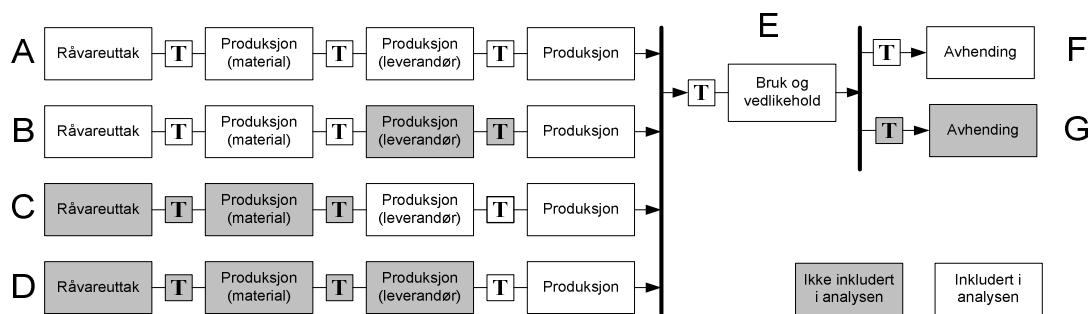 A
Råvareuttak
T
Produksjon
(material)
T
Produksjon
(leverandør)
T
Produksjon
B
Råvareuttak
T
Produksjon
(material)
T
Produksjon
(leverandør)
T
Produksjon
C
Råvareuttak
T
Produksjon
(material)
T
Produksjon
(leverandør)
T
Produksjon
D
Råvareuttak
T
Produksjon
(material)
T
Produksjon
(leverandør)
T
Produksjon
E
T
Bruk og
vedlikehold
T
Avhending
F
T
Avhending
G
Ikke inkludert
i analysen
Inkludert i
analysen